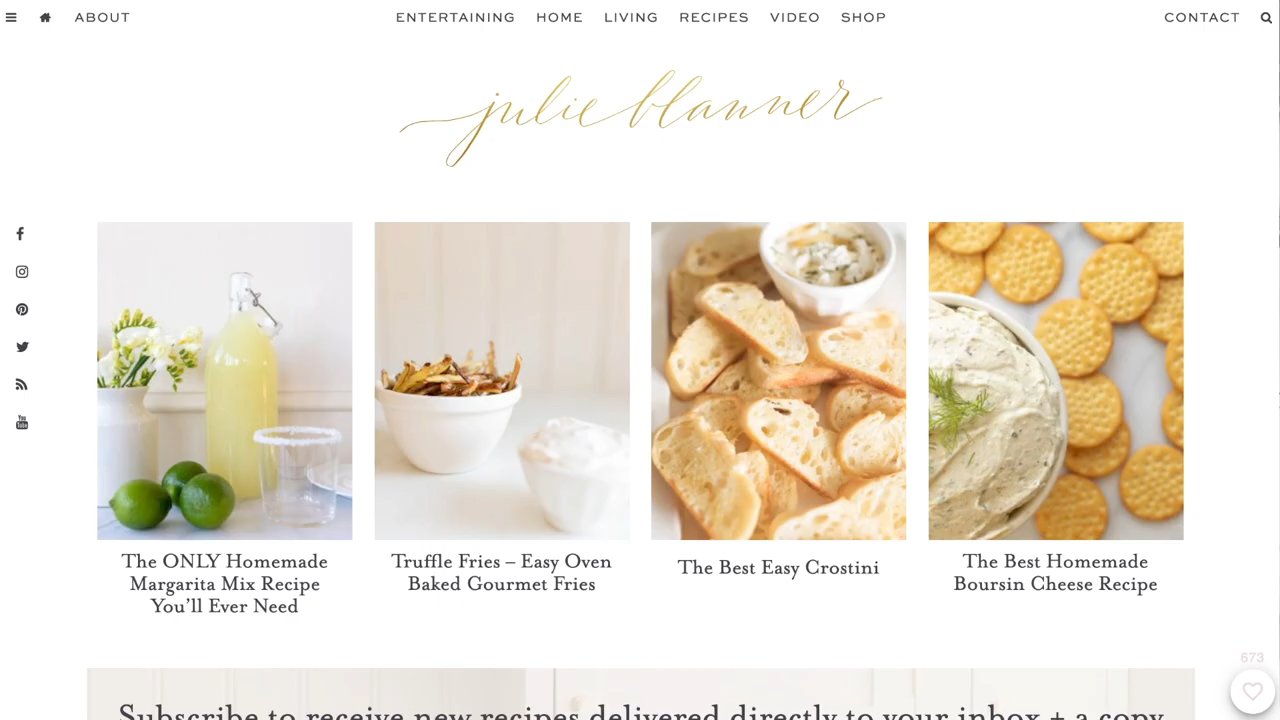 ABOUT ENTERTAINING HOME LIVING RECIPES VIDEO SHOP CONTACT
julie blanner
The ONLY Homemade
Margarita Mix Recipe
You'll Ever Need
Truffle Fries – Easy Oven
Baked Gourmet Fries
The Best Easy Crostini
The Best Homemade
Boursin Cheese Recipe
673
Subscribe to receive new recipes delivered directly to your inbox + a copy